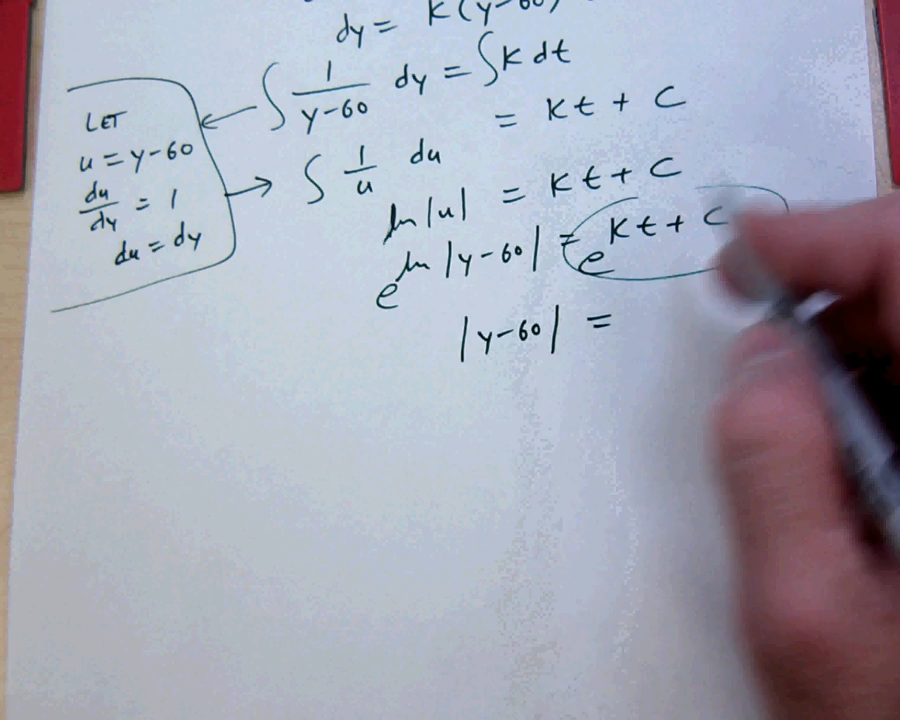 dy = K(y-60)
∫ 1/(y-60) dy = ∫ K dt
= Kt + C
LET
u = y-60
du/dy = 1
du = dy
∫ 1/u du
ln|u| = Kt + C
e^(ln|y-60|) = e^(Kt + C)
|y-60| =